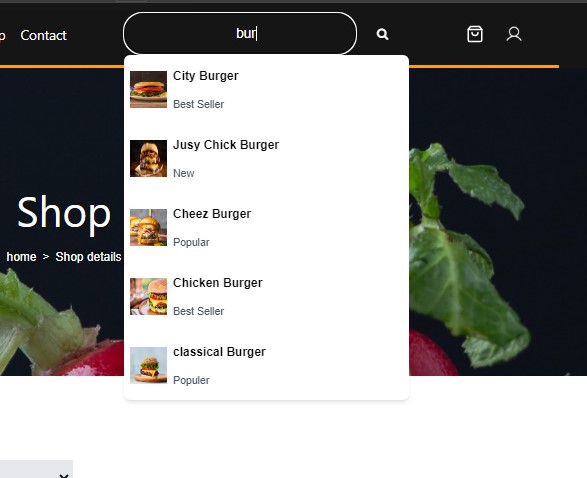 Contact
bur
City Burger
Best Seller
Jusy Chick Burger
New
Cheez Burger
Popular
Chicken Burger
Best Seller
classical Burger
Populer
Shop
home > Shop details